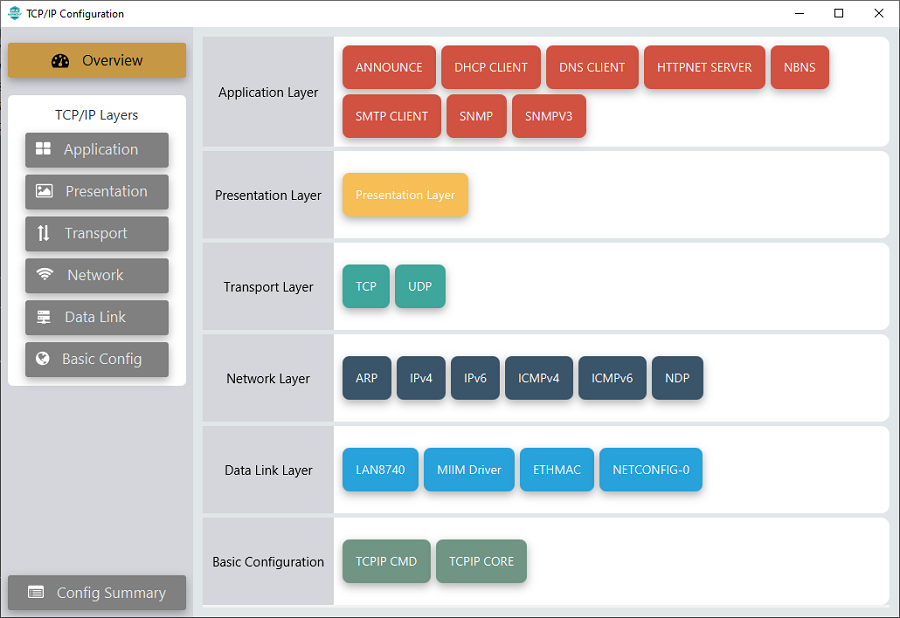 TCP/IP Configuration
Overview
TCP/IP Layers
Application
Presentation
Transport
Network
Data Link
Basic Config
Config Summary
Application Layer
ANNOUNCE DHCP CLIENT DNS CLIENT HTTPNET SERVER NBNS
SMTP CLIENT SNMP SNMPV3
Presentation Layer
Presentation Layer
Transport Layer
TCP UDP
Network Layer
ARP IPv4 IPv6 ICMPv4 ICMPv6 NDP
Data Link Layer
LAN8740 MIIM Driver ETHMAC NETCONFIG-0
Basic Configuration
TCPIP CMD TCPIP CORE